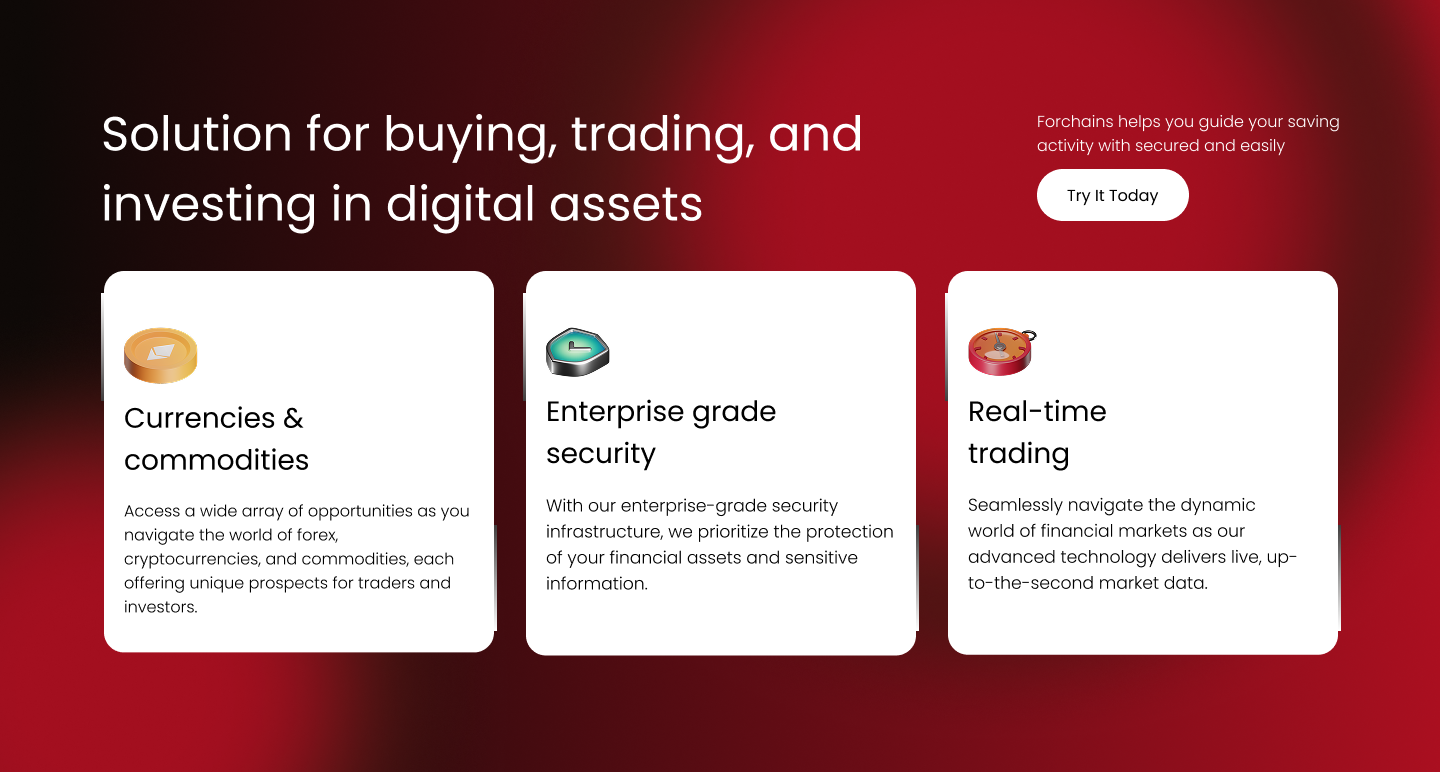 Solution for buying, trading, and
investing in digital assets
Forchains helps you guide your saving
activity with secured and easily
Try It Today
Currencies &
commodities
Access a wide array of opportunities as you
navigate the world of forex,
cryptocurrencies, and commodities, each
offering unique prospects for traders and
investors.
Enterprise grade
security
With our enterprise-grade security
infrastructure, we prioritize the protection
of your financial assets and sensitive
information.
Real-time
trading
Seamlessly navigate the dynamic
world of financial markets as our
advanced technology delivers live, up-
to-the-second market data.